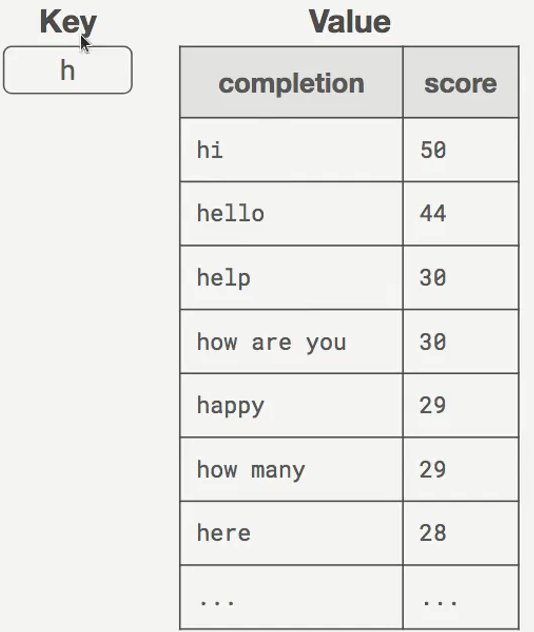 Key Value
h
completion score
hi 50
hello 44
help 30
how are you 30
happy 29
how many 29
here 28
... ...